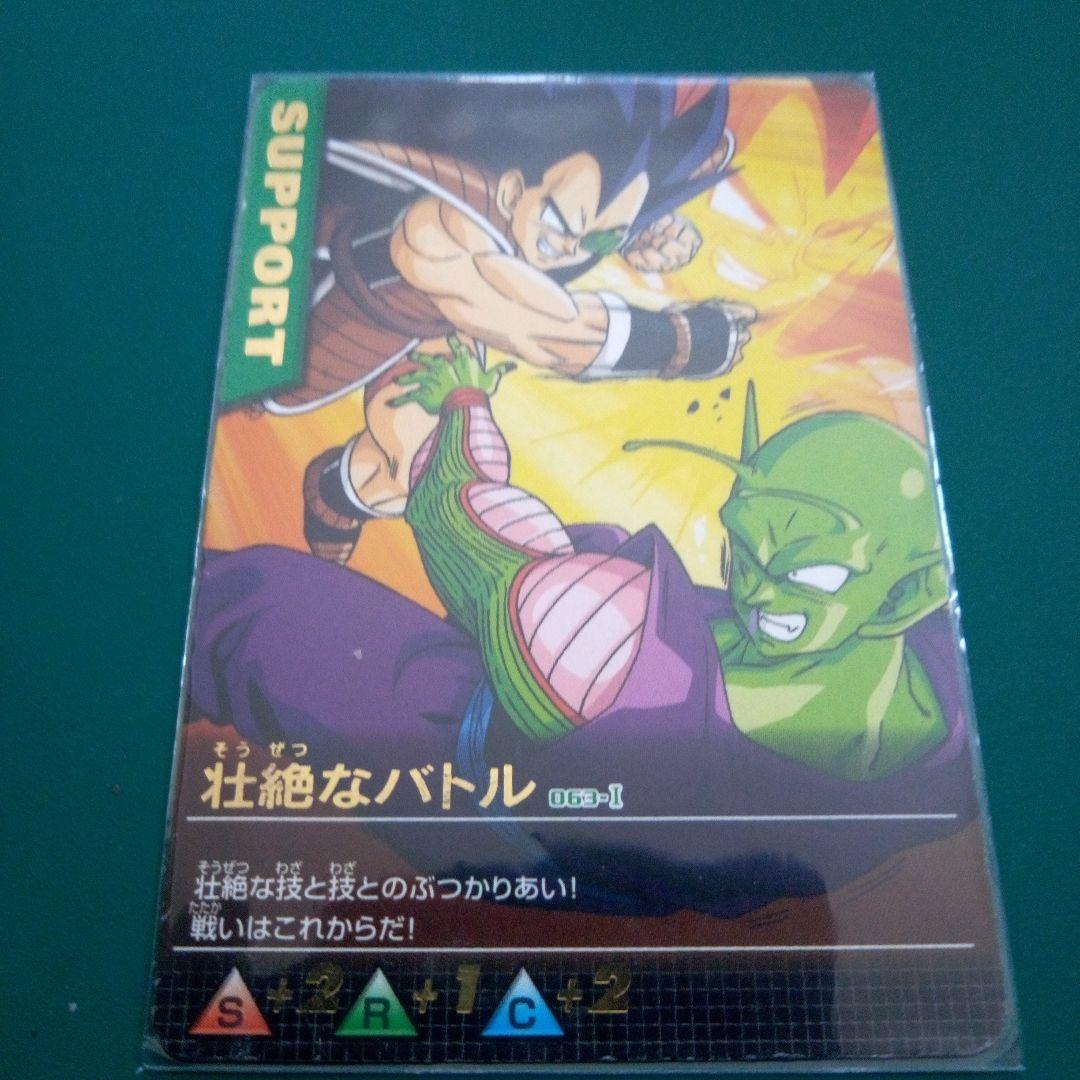 SUPPORT
そう ぜつ
壮絶なバトル 063-I
そうぜつ わざ わざ
壮絶な技と技とのぶつかりあい!
たたか
戦いはこれからだ!
S +2 R +1 C +2